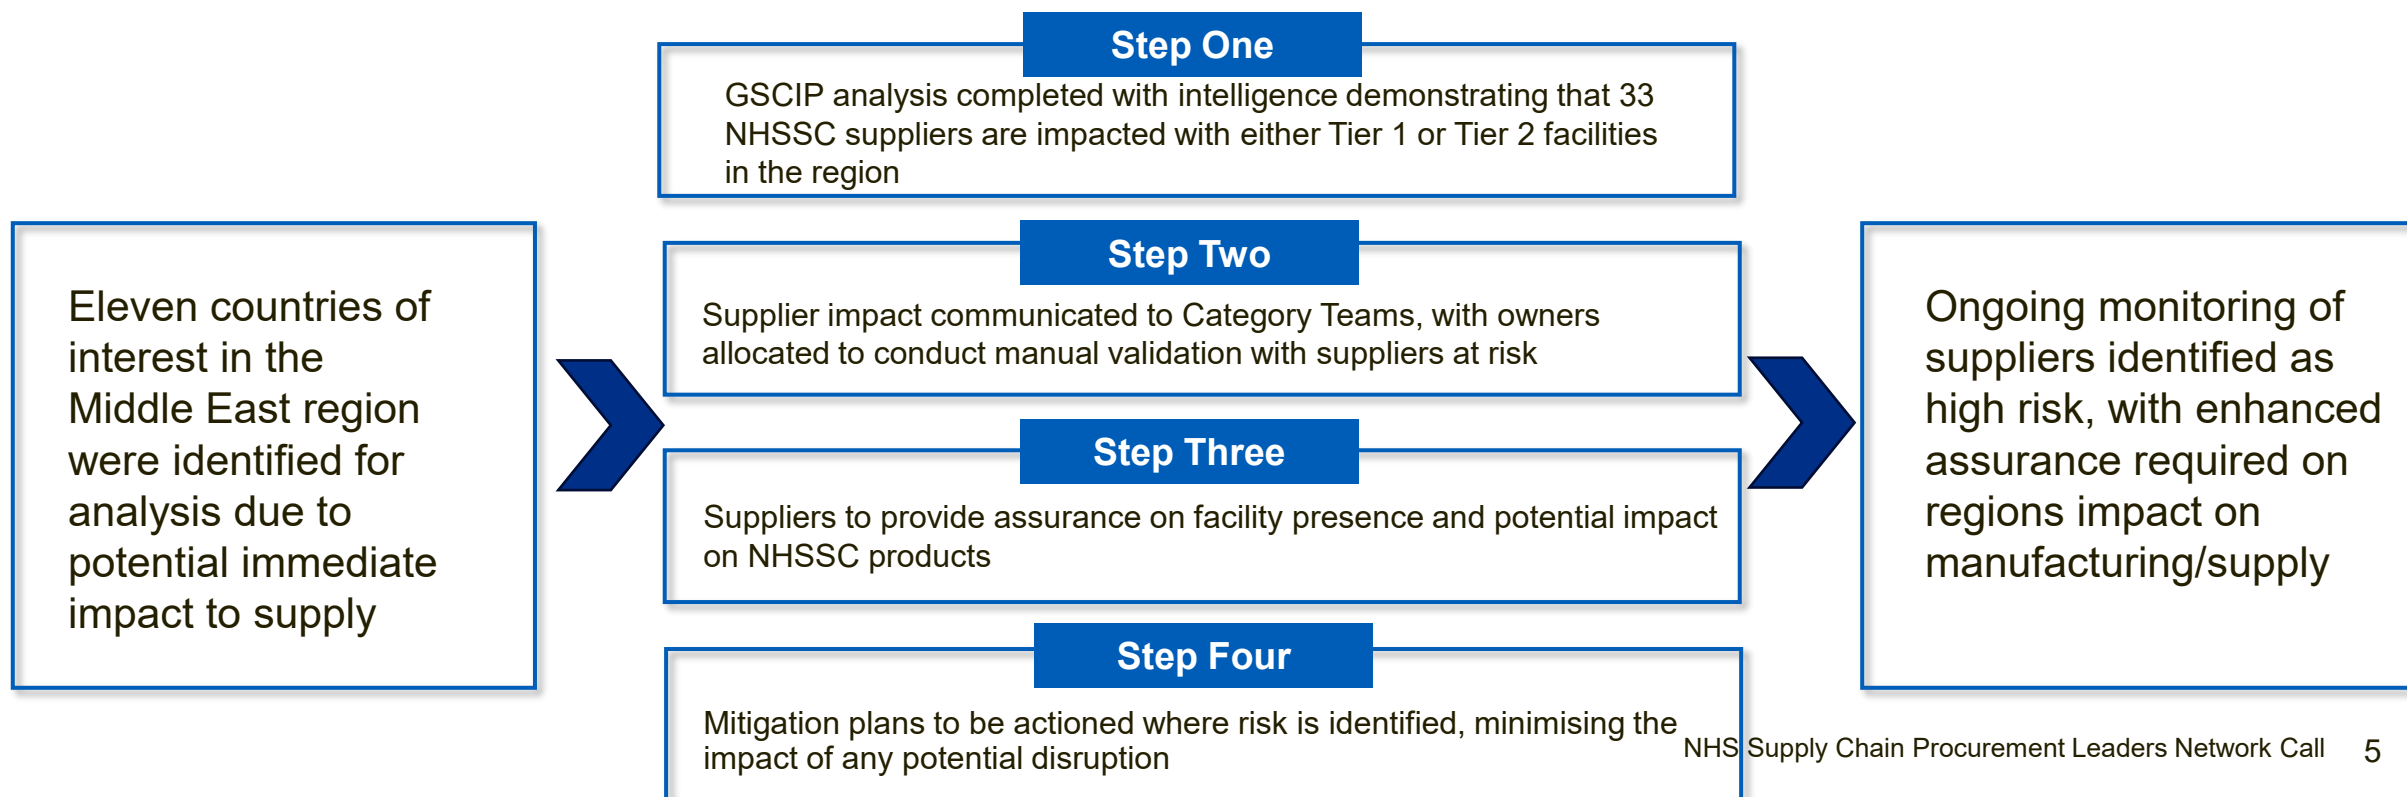 Eleven countries of
interest in the
Middle East region
were identified for
analysis due to
potential immediate
impact to supply
Step One
GSCIP analysis completed with intelligence demonstrating that 33
NHSSC suppliers are impacted with either Tier 1 or Tier 2 facilities
in the region
Step Two
Supplier impact communicated to Category Teams, with owners
allocated to conduct manual validation with suppliers at risk
Step Three
Suppliers to provide assurance on facility presence and potential impact
on NHSSC products
Step Four
Mitigation plans to be actioned where risk is identified, minimising the
impact of any potential disruption
Ongoing monitoring of
suppliers identified as
high risk, with enhanced
assurance required on
regions impact on
manufacturing/supply
NHS Supply Chain Procurement Leaders Network Call 5